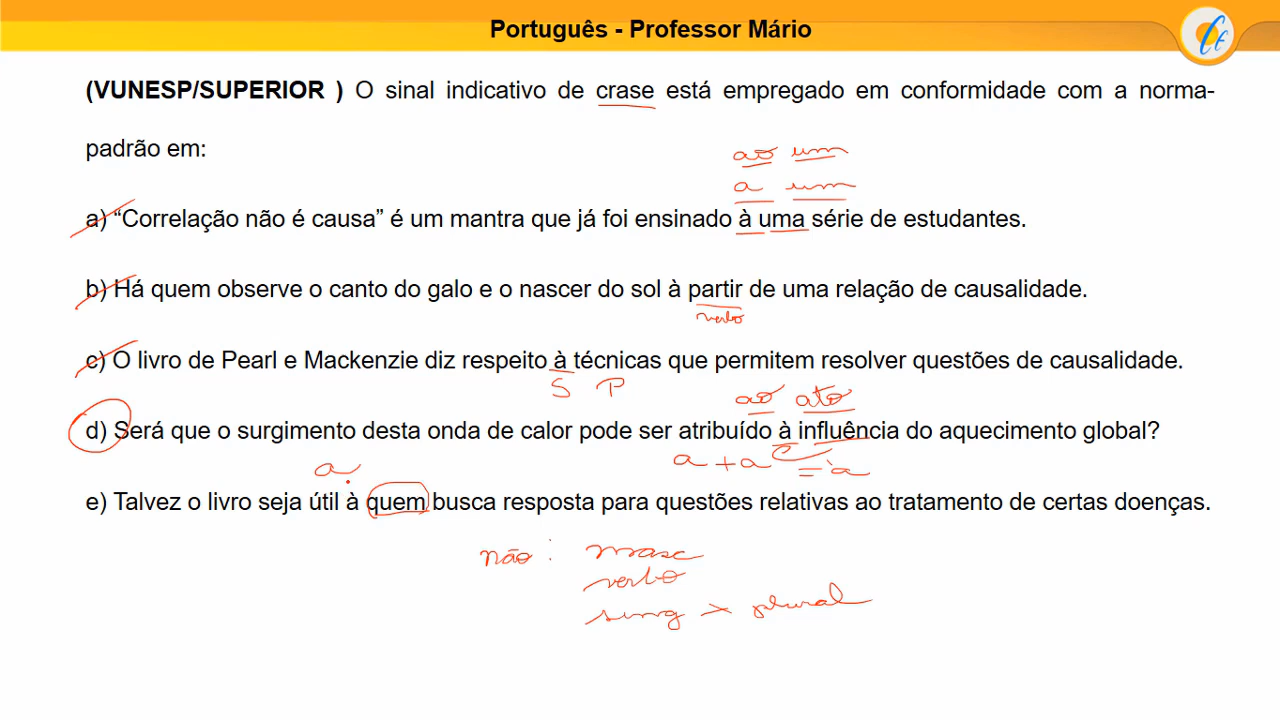 Português - Professor Mário
(VUNESP/SUPERIOR ) O sinal indicativo de crase está empregado em conformidade com a norma-
padrão em:
ao um
a um
a) “Correlação não é causa” é um mantra que já foi ensinado à uma série de estudantes.
b) Há quem observe o canto do galo e o nascer do sol à partir de uma relação de causalidade.
verbo
c) O livro de Pearl e Mackenzie diz respeito à técnicas que permitem resolver questões de causalidade.
S P
ao ato
d) Será que o surgimento desta onda de calor pode ser atribuído à influência do aquecimento global?
a + a = à
a
e) Talvez o livro seja útil à quem busca resposta para questões relativas ao tratamento de certas doenças.
não : masc
verbo
sing > plural